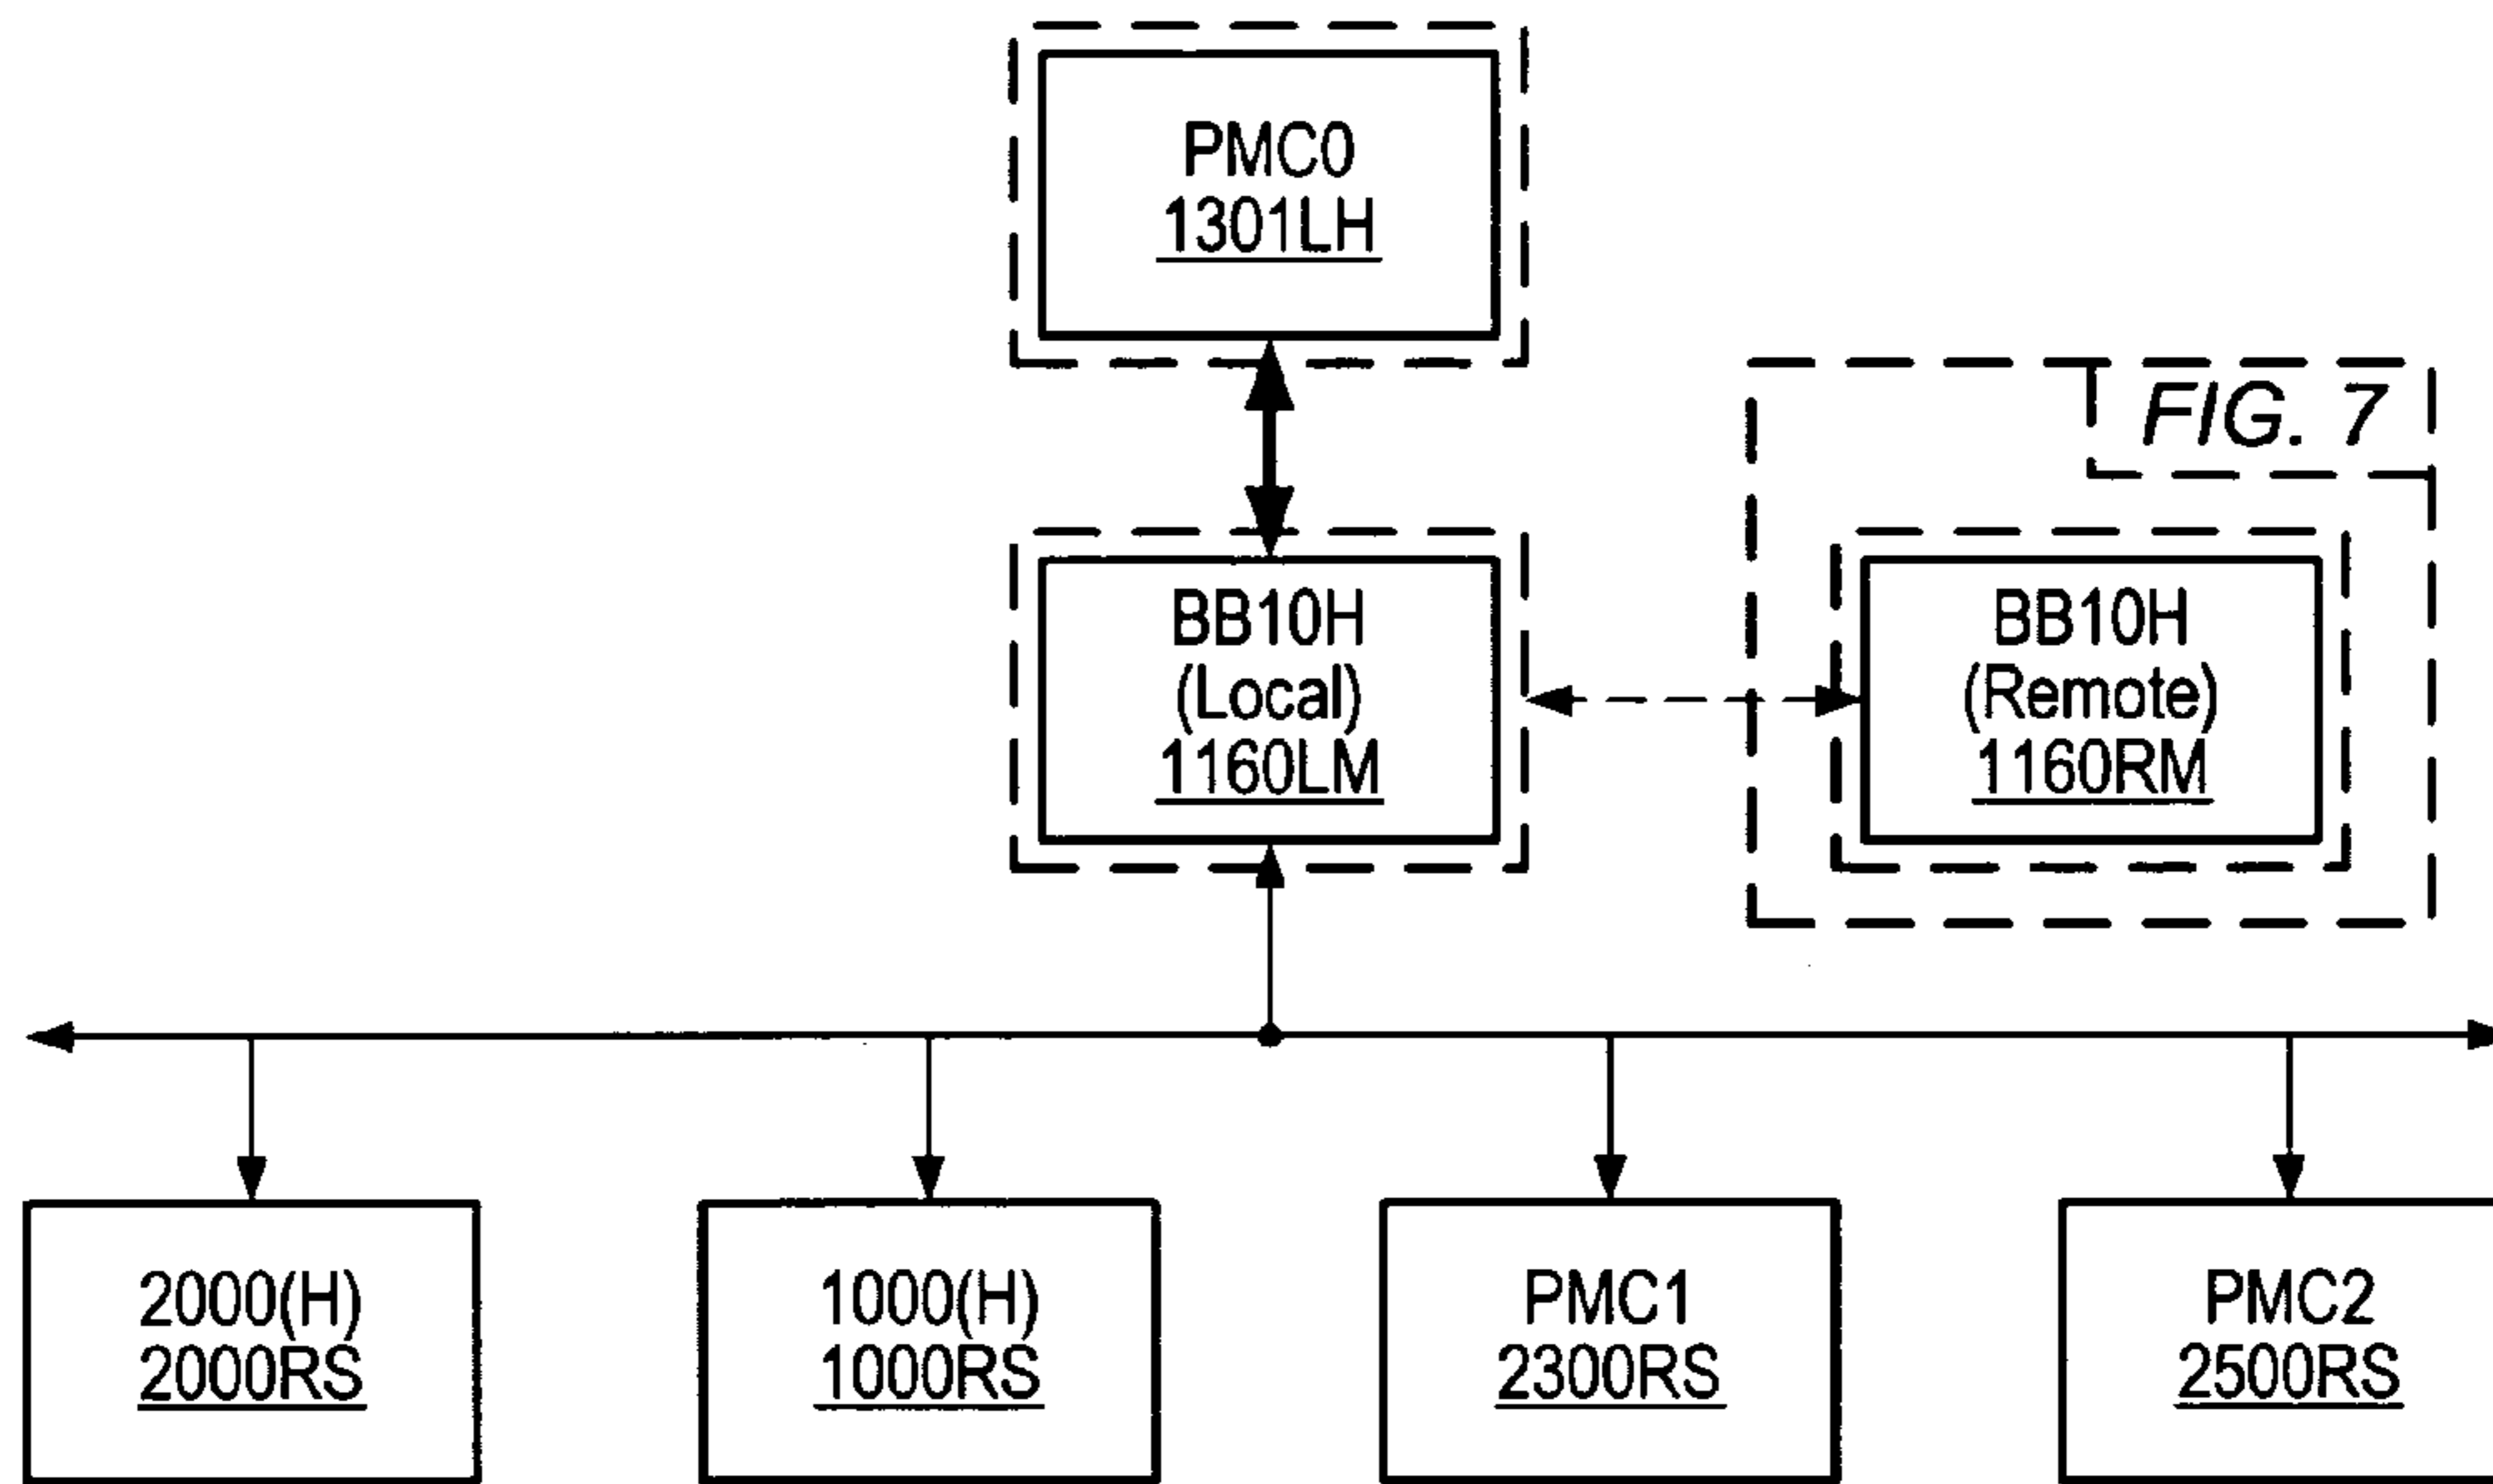 PMC0
1301LH
FIG. 7
BB10H
(Local)
1160LM
BB10H
(Remote)
1160RM
2000(H)
2000RS
1000(H)
1000RS
PMC1
2300RS
PMC2
2500RS